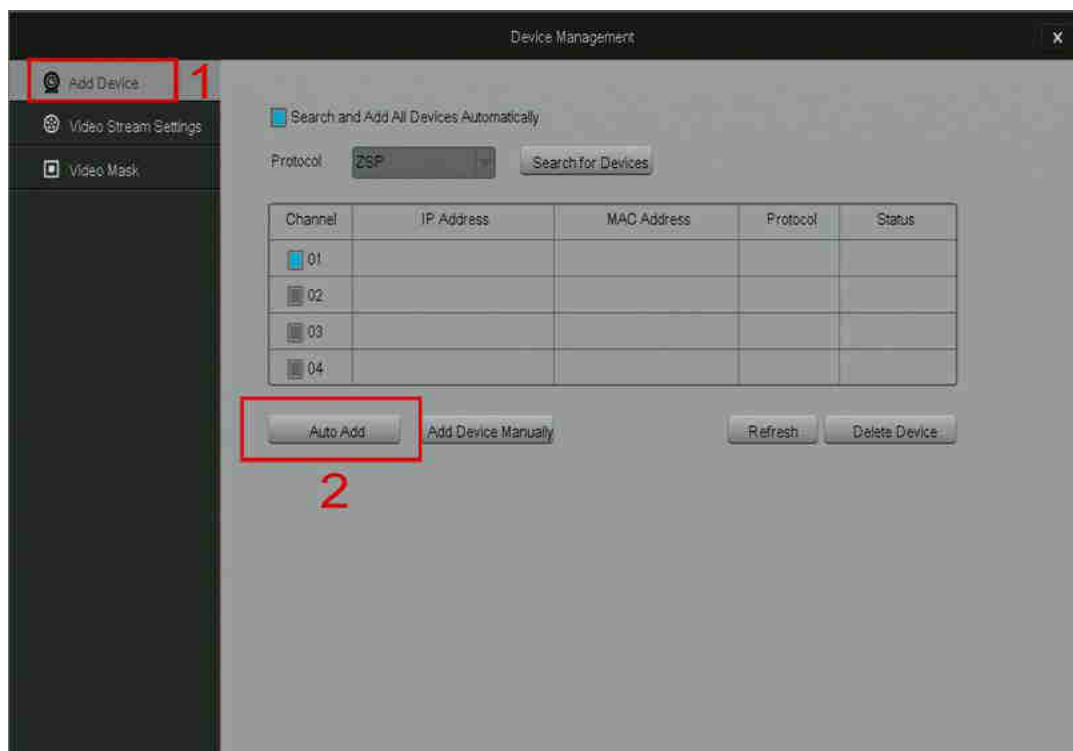 Device Management
X
Add Device
1
Video Stream Settings
Video Mask
Search and Add All Devices Automatically
Protocol ZSP Search for Devices
Channel IP Address MAC Address Protocol Status
01
02
03
04
Auto Add Add Device Manually Refresh Delete Device
2